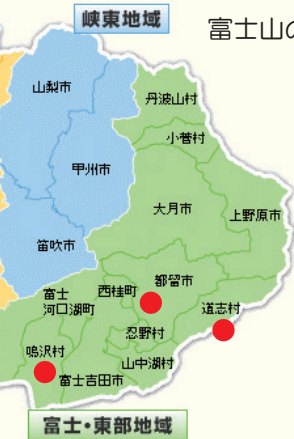 峡東地域
富士山の
山梨市
丹波山村
小菅村
甲州市
大月市
上野原市
笛吹市
都留市
西桂町
富士
河口湖町
道志村
忍野村
鳴沢村
山中湖村
富士吉田市
富士・東部地域